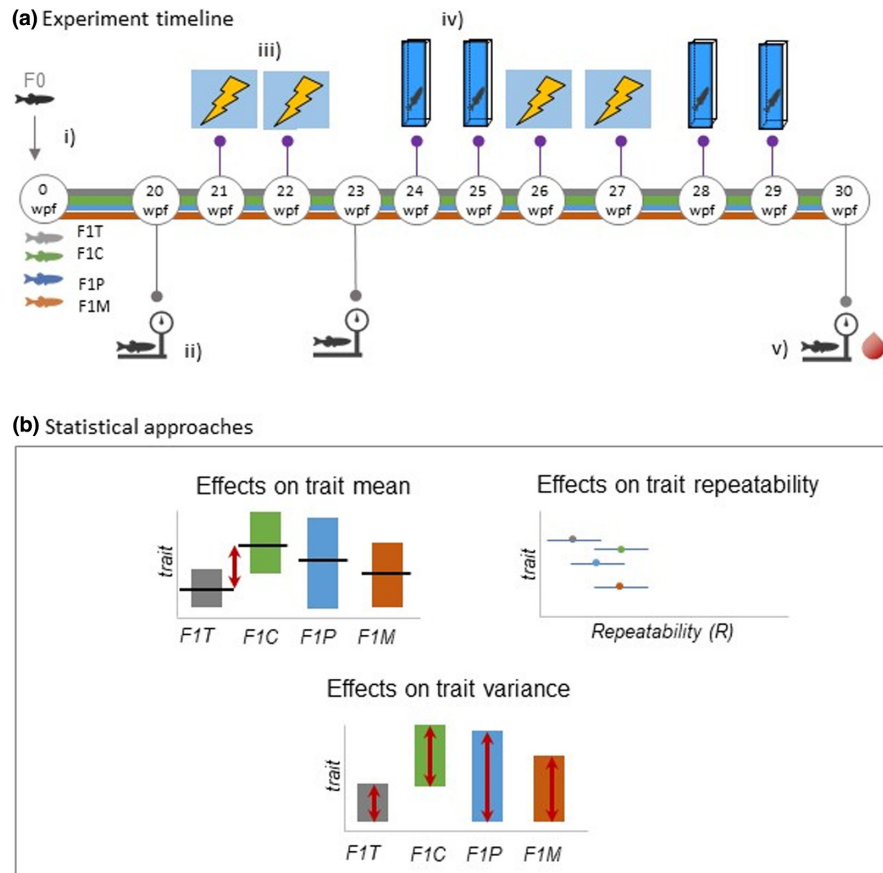 (a) Experiment timeline
iii)
iv)
F0
i)
0 wpf
20 wpf
21 wpf
22 wpf
23 wpf
24 wpf
25 wpf
26 wpf
27 wpf
28 wpf
29 wpf
30 wpf
F1T
F1C
F1P
F1M
ii)
v)
(b) Statistical approaches
Effects on trait mean
trait
F1T F1C F1P F1M
Effects on trait repeatability
trait
Repeatability (R)
Effects on trait variance
trait
F1T F1C F1P F1M